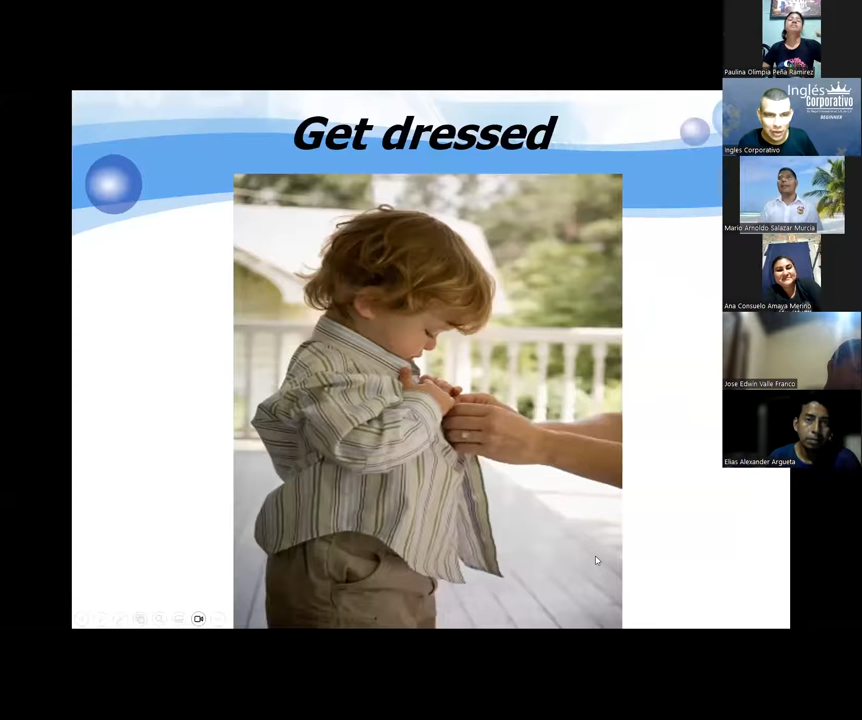 Get dressed
Paulina Olimpia Peña Ramirez
Inglés
Corporativo
BEGINNER
Ingles Corporativo
Mario Arnoldo Salazar Murcia
Ana Consuelo Amaya Merino
Jose Edwin Valle Franco
Elias Alexander Argueta